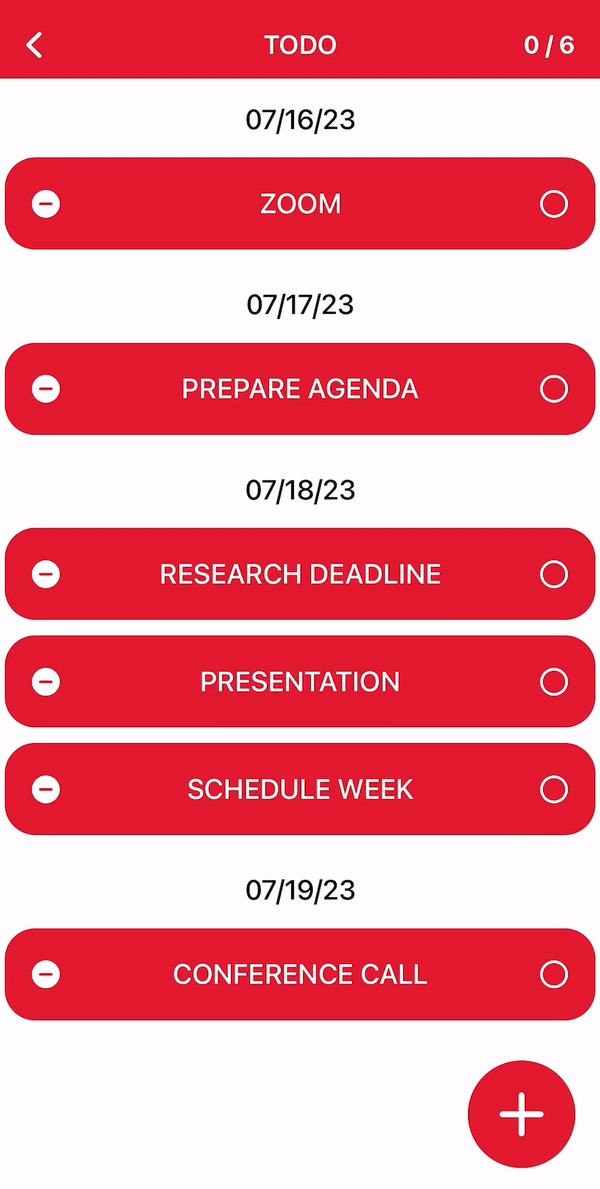 TODO
0 / 6
07/16/23
ZOOM
07/17/23
PREPARE AGENDA
07/18/23
RESEARCH DEADLINE
PRESENTATION
SCHEDULE WEEK
07/19/23
CONFERENCE CALL